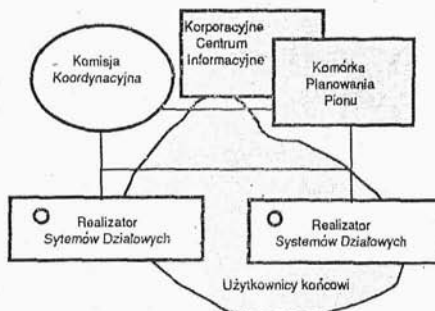 Korporacyjne
Centrum
Informacyjne
Komisja
Koordynacyjna
Komórka
Planowania
Pionu
Realizator
Sytemów Działowych
Realizator
Systemów Działowych
Użytkownicy końcowi